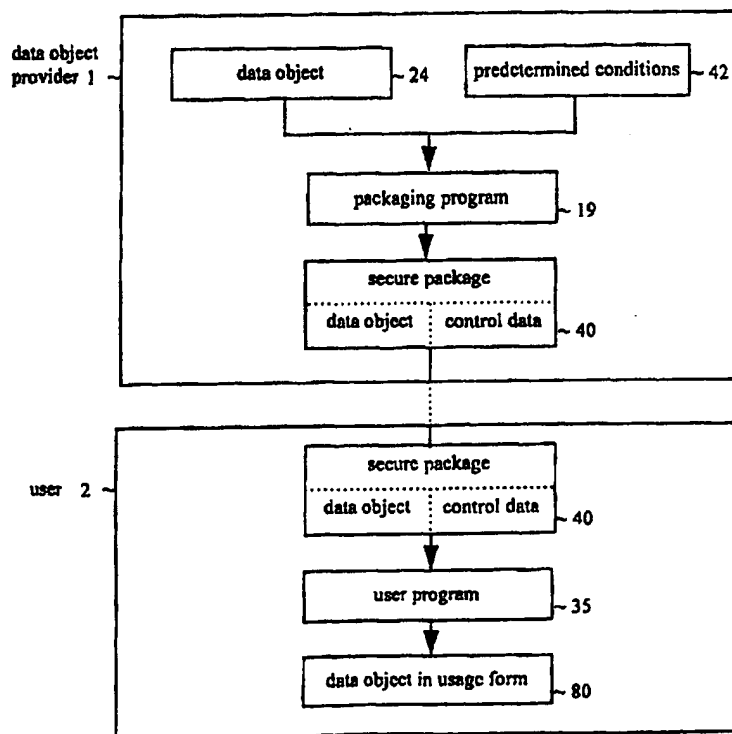 data object
provider 1
data object
~ 24
predetermined conditions
~ 42
packaging program
~ 19
secure package
data object
control data
~ 40
user 2
secure package
data object
control data
~ 40
user program
~ 35
data object in usage form
~ 80